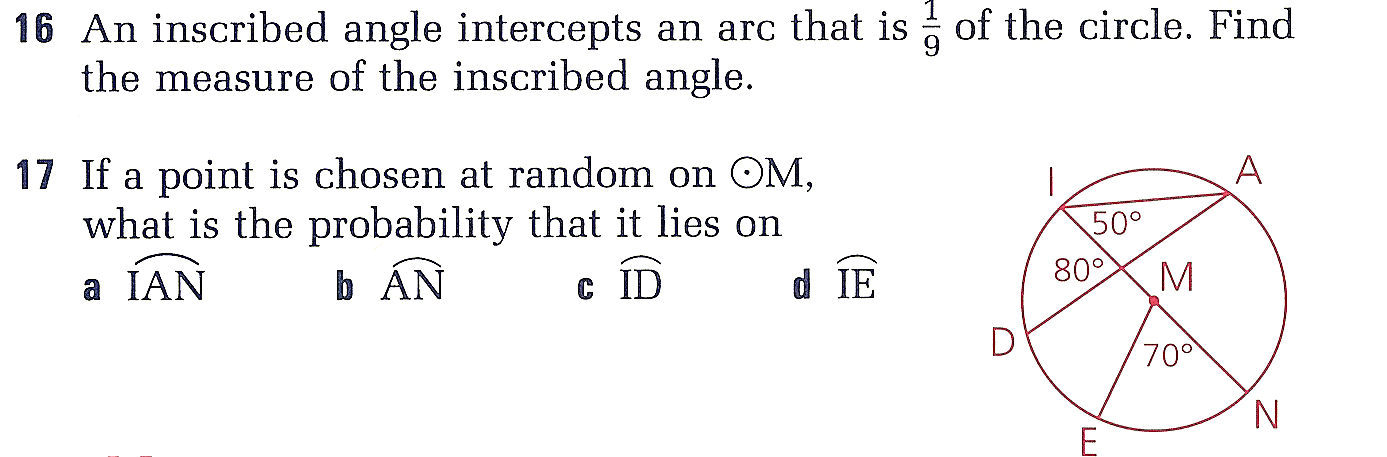 16 An inscribed angle intercepts an arc that is 1/9 of the circle. Find
the measure of the inscribed angle.
17 If a point is chosen at random on ⊙M,
what is the probability that it lies on
a IAN b AN c ID d IE
I
A
50°
80°
M
D
70°
N
E